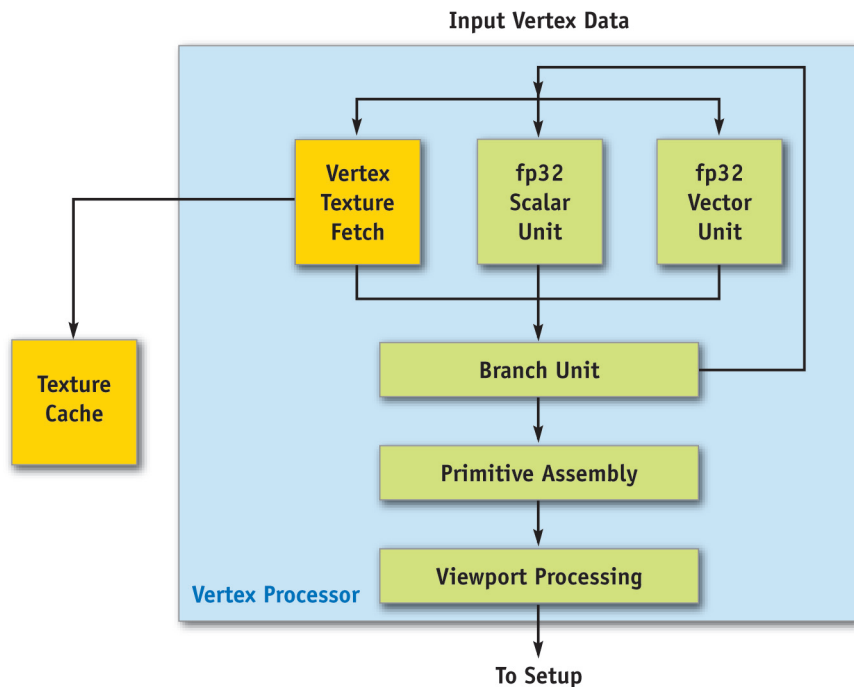 Input Vertex Data
Vertex
Texture
Fetch
fp32
Scalar
Unit
fp32
Vector
Unit
Texture
Cache
Branch Unit
Primitive Assembly
Viewport Processing
Vertex Processor
To Setup